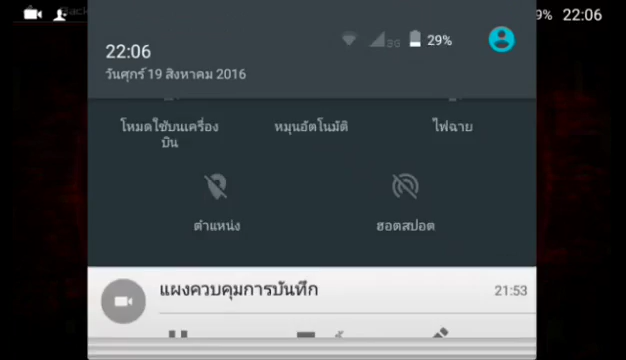 Back
9% 22:06
22:06
3G 29%
วันศุกร์ 19 สิงหาคม 2016
โหมดใช้บนเครื่อง
บิน
หมุนอัตโนมัติ
ไฟฉาย
ตำแหน่ง
ฮอตสปอต
แผงควบคุมการบันทึก
21:53